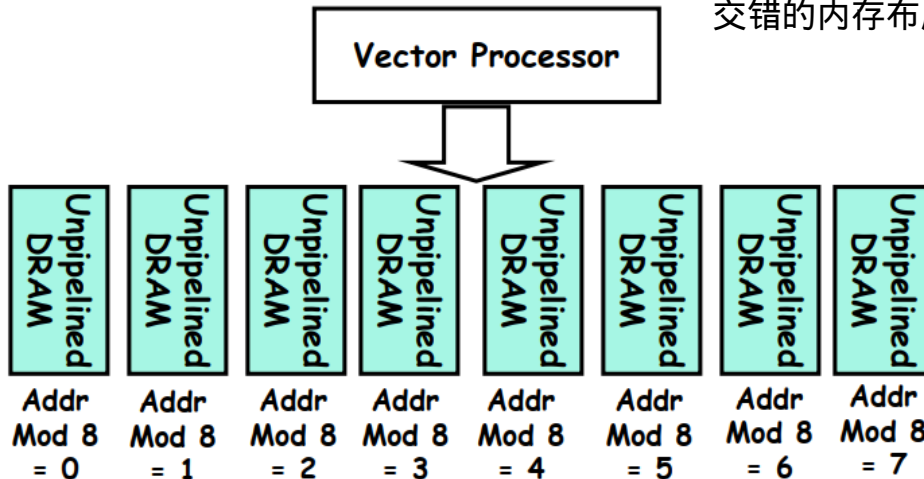 交错的内存布
Vector Processor
Unpipelined
DRAM
Unpipelined
DRAM
Unpipelined
DRAM
Unpipelined
DRAM
Unpipelined
DRAM
Unpipelined
DRAM
Unpipelined
DRAM
Unpipelined
DRAM
Addr
Mod 8
= 0
Addr
Mod 8
= 1
Addr
Mod 8
= 2
Addr
Mod 8
= 3
Addr
Mod 8
= 4
Addr
Mod 8
= 5
Addr
Mod 8
= 6
Addr
Mod 8
= 7